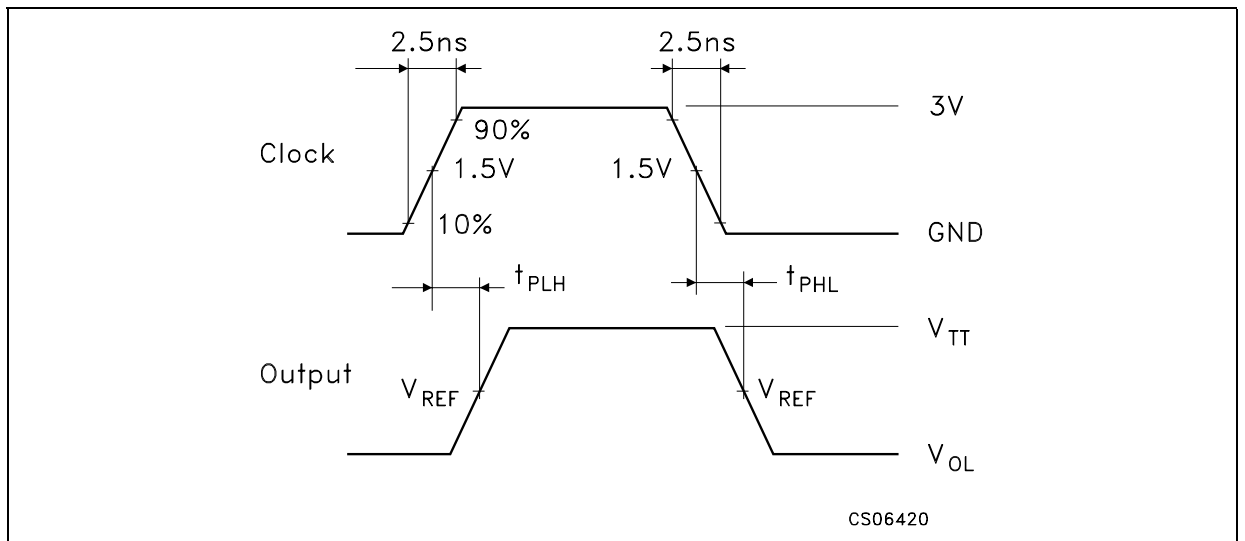 2.5ns 2.5ns
3V
90%
Clock
1.5V 1.5V
10%
GND
tPLH tPHL
VTT
Output
VREF VREF
VOL
CS06420